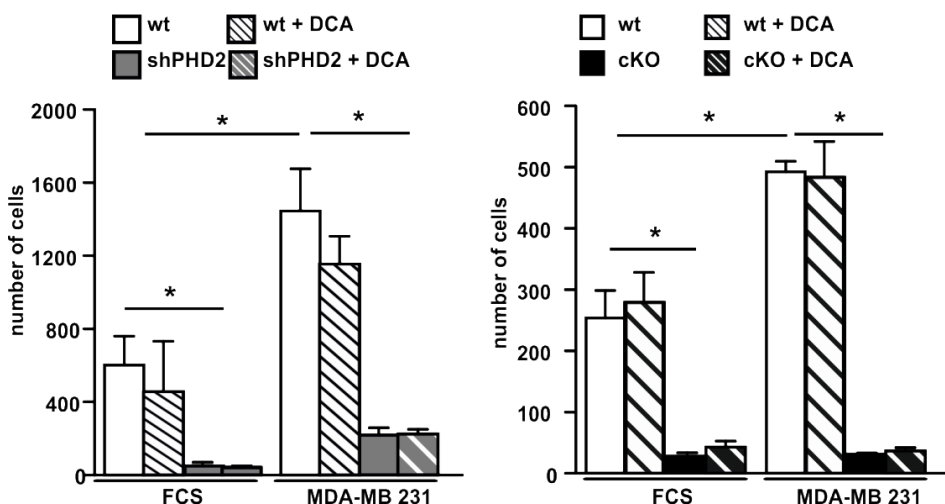 wt wt + DCA
shPHD2 shPHD2 + DCA
number of cells
2000
1600
1200
800
400
0
*
*
*
FCS MDA-MB 231
wt wt + DCA
cKO cKO + DCA
number of cells
600
500
400
300
200
100
0
*
*
*
FCS MDA-MB 231